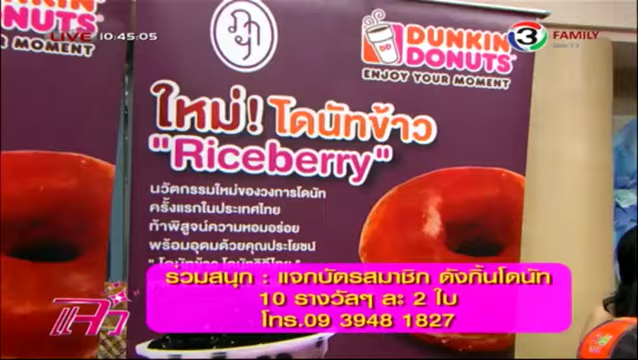 LIVE 10:45:05
3 FAMILY
DUNKIN'
DONUTS
ENJOY YOUR MOMENT
DONUTS
MOMENT
ใหม่! โดนัทข้าว
"Riceberry"
นวัตกรรมใหม่ของวงการโดนัท
ครั้งแรกในประเทศไทย
ท้าพิสูจน์ความหอมอร่อย
พร้อมอุดมด้วยคุณประโยชน์
ร่วมสนุก : แจกบัตรสมาชิก ดังกิ้นโดนัท
10 รางวัลๆ ละ 2 ใบ
โทร.09 3948 1827
แล้ว